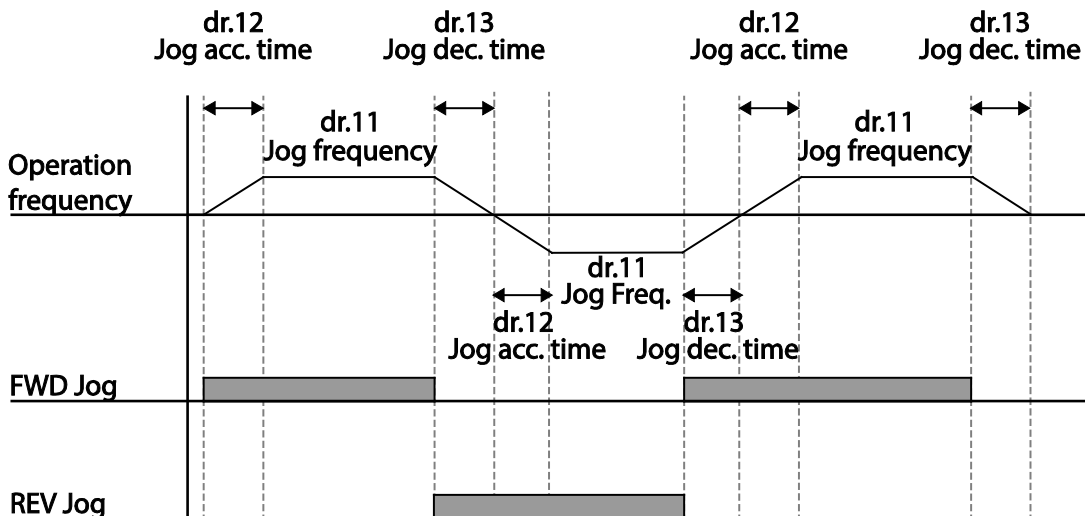 dr.12
Jog acc. time
dr.13
Jog dec. time
dr.12
Jog acc. time
dr.13
Jog dec. time
dr.11
Jog frequency
dr.11
Jog frequency
Operation
frequency
dr.11
Jog Freq.
dr.12
Jog acc. time
dr.13
Jog dec. time
FWD Jog
REV Jog